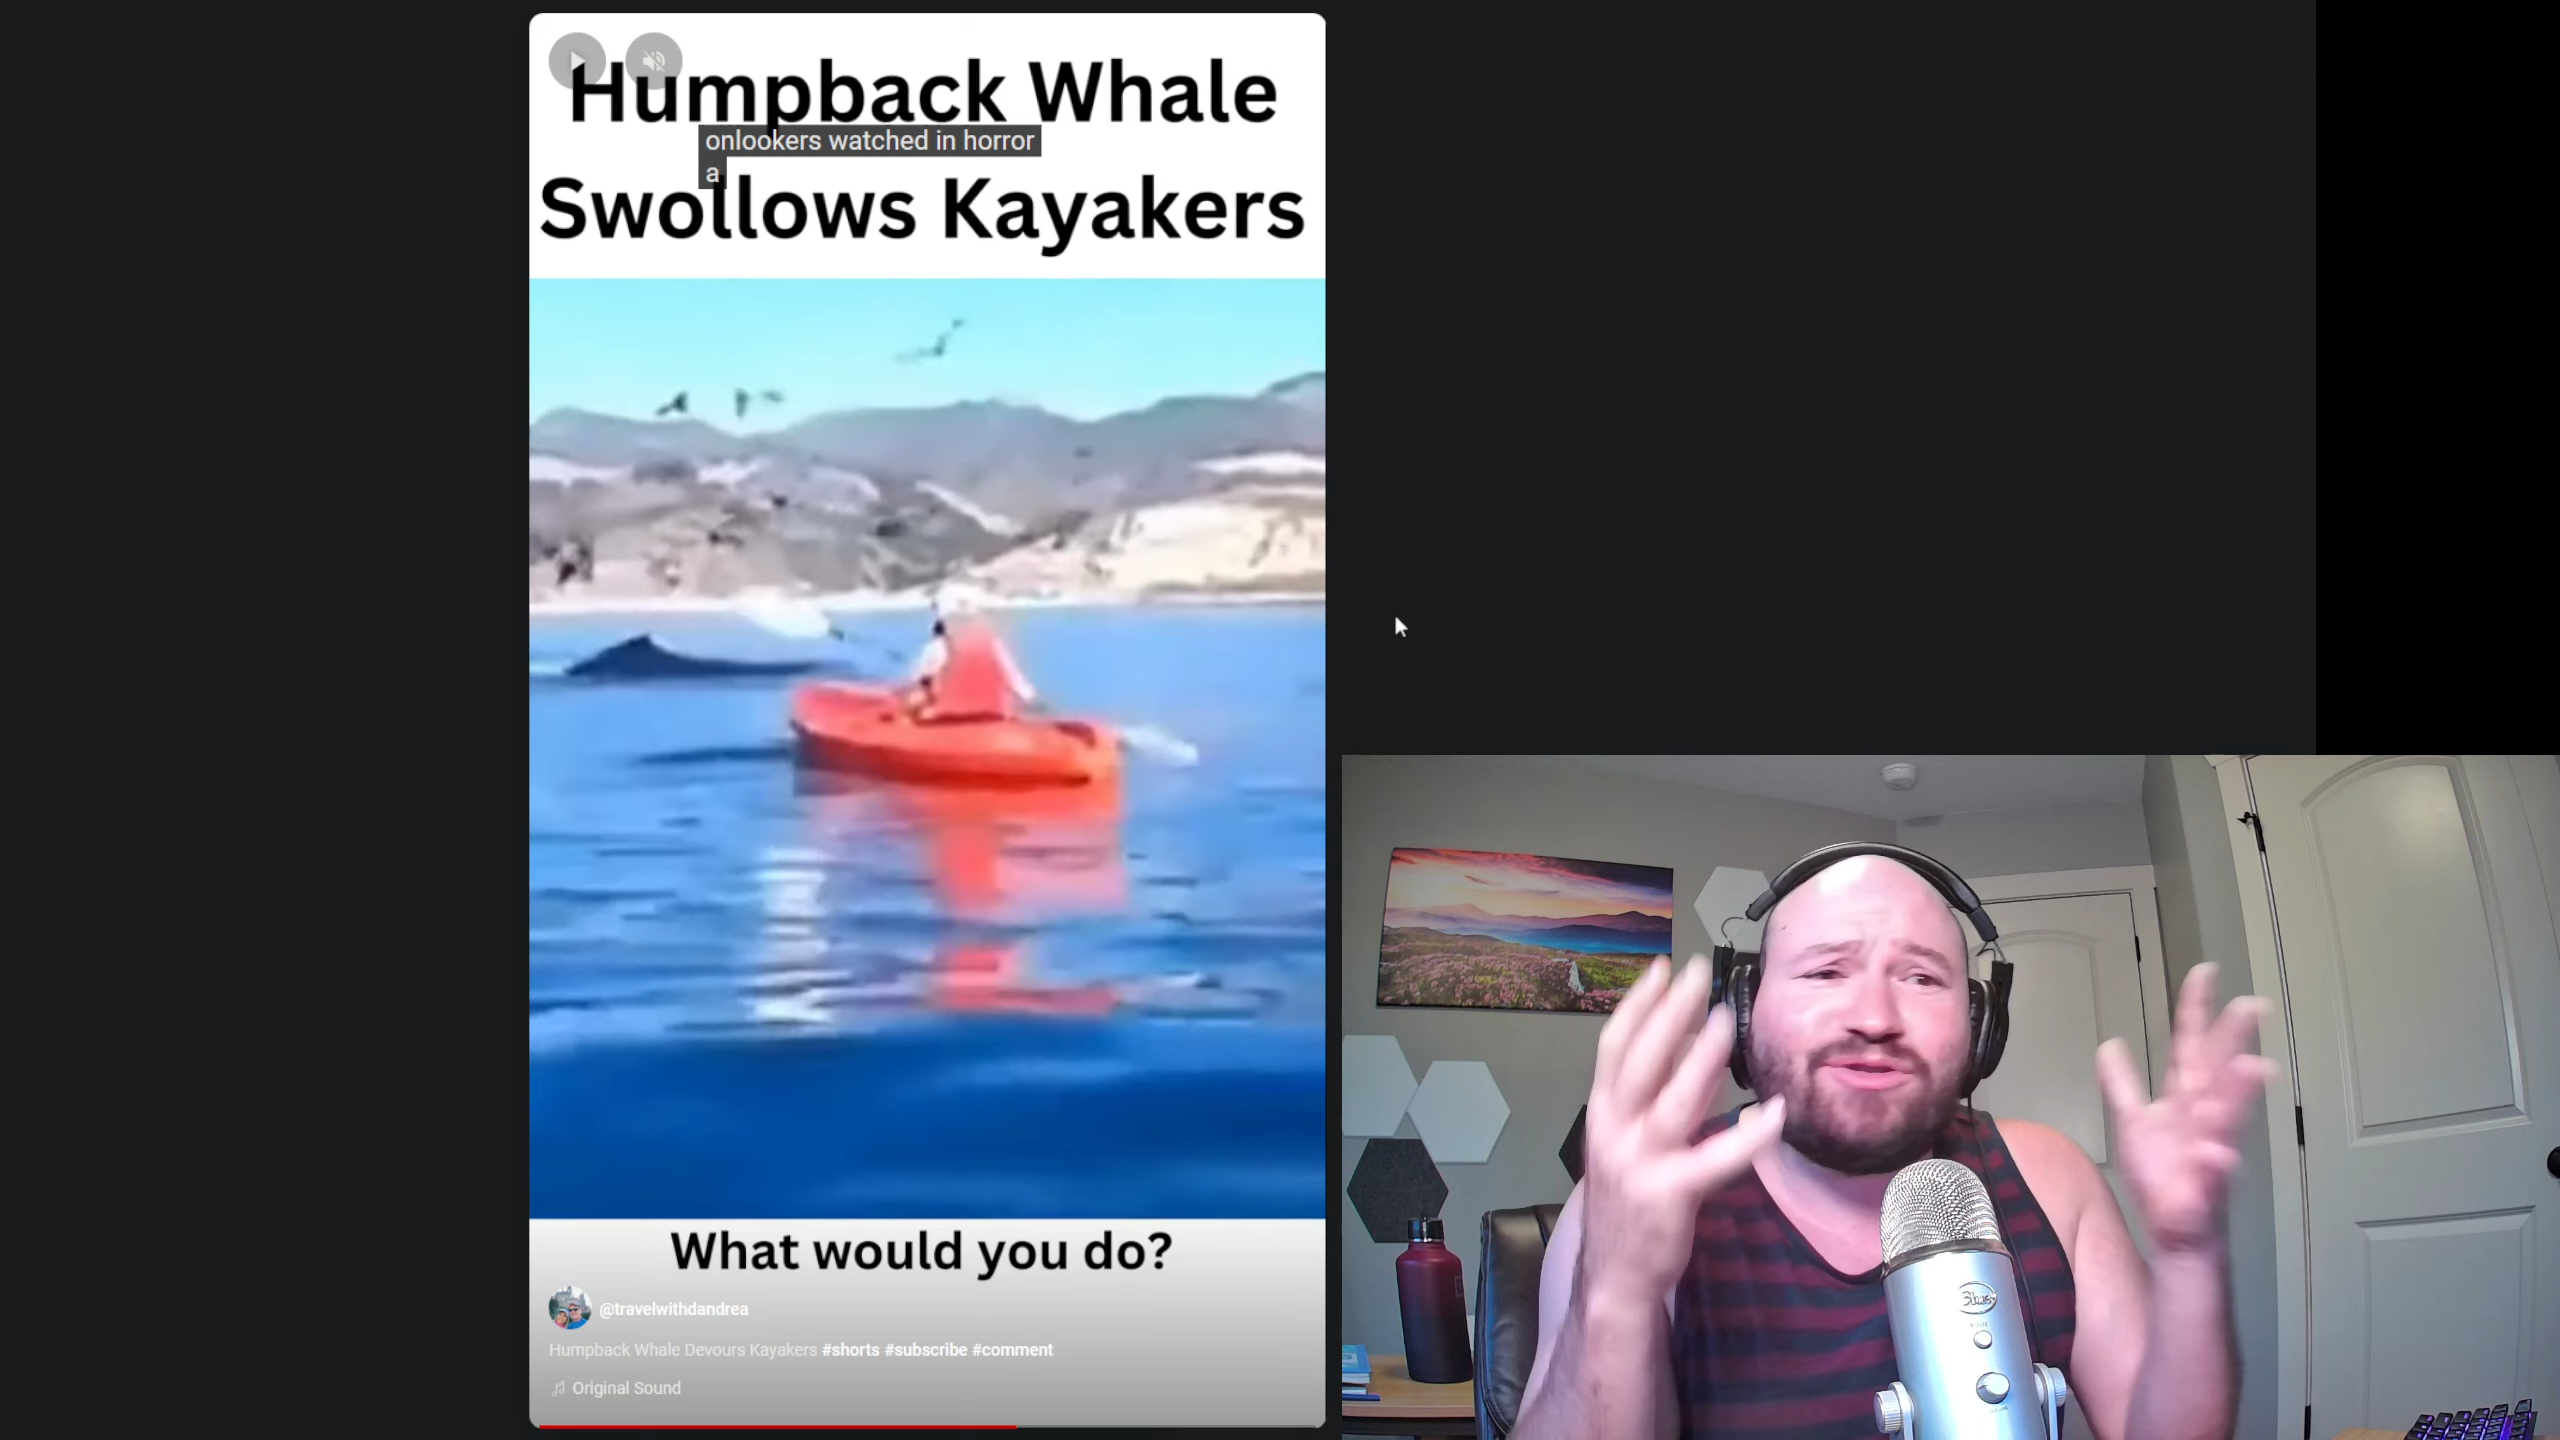 Humpback Whale
onlookers watched in horror
a
Swollows Kayakers
What would you do?
@travelwithdandrea
Humpback Whale Devours Kayakers #shorts #subscribe #comment
Original Sound
Blue